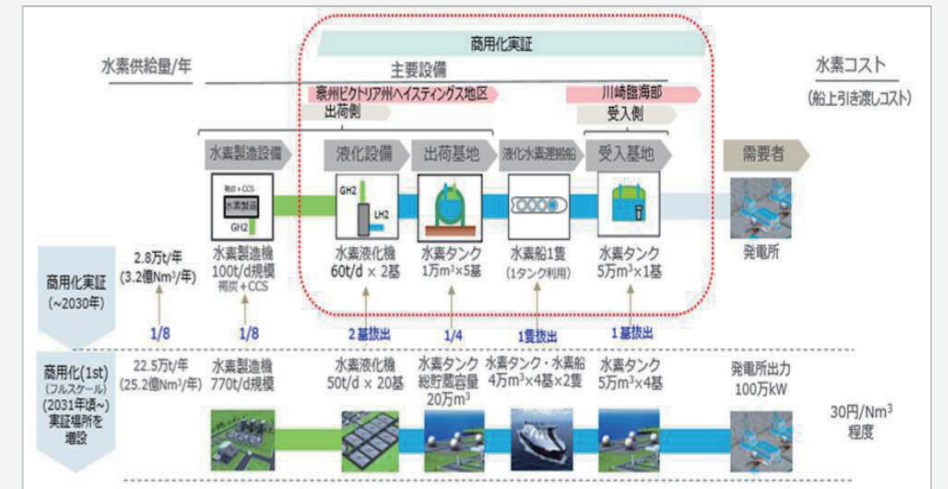 商用化実証
水素供給量/年
主要設備
水素コスト
(船上引き渡しコスト)
豪州ビクトリア州ヘイスティングス地区
川崎臨海部
出荷側
受入側
水素製造設備
液化設備
出荷基地
液化水素運搬船
受入基地
需要者
褐炭+CCS
水素製造
GH2
GH2
LH2
商用化実証
(~2030年)
2.8万t/年
(3.2億Nm³/年)
水素製造機
100t/d規模
褐炭+CCS
水素液化機
60t/d × 2基
水素タンク
1万m³×5基
水素船1隻
(1タンク利用)
水素タンク
5万m³×1基
発電所
1/8
1/8
2基抜出
1/4
1隻抜出
1基抜出
商用化(1st)
(フルスケール)
(2031年頃~)
実証場所を
増設
22.5万t/年
(25.2億Nm³/年)
水素製造機
770t/d規模
水素液化機
50t/d × 20基
水素タンク
総貯蔵容量
20万m³
水素タンク・水素船
4万m³×4基×2隻
水素タンク
5万m³×4基
発電所出力
100万kW
30円/Nm³
程度